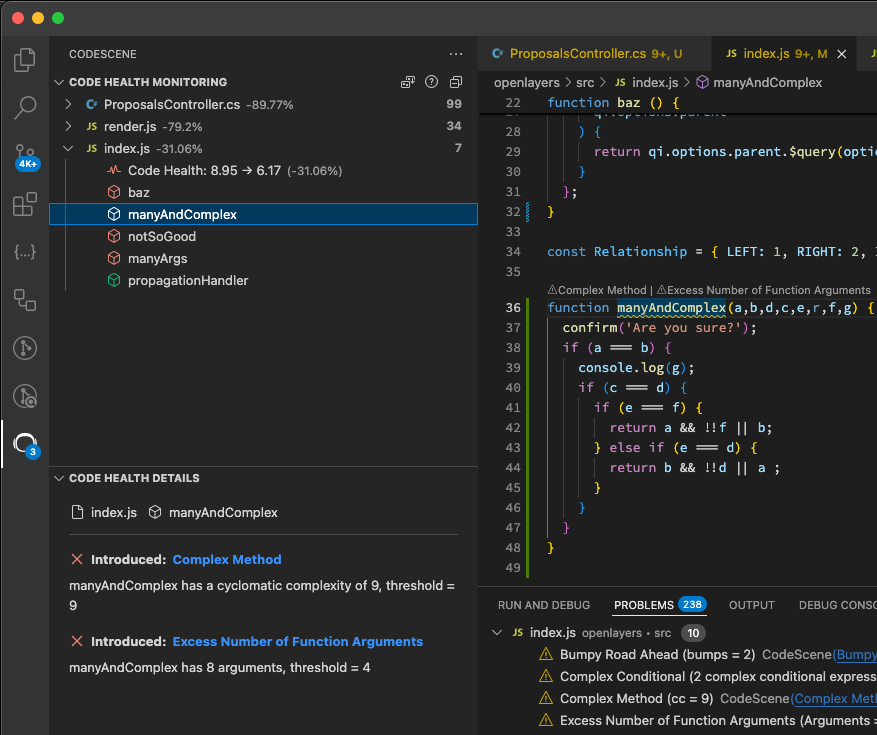 CODESCENE
CODE HEALTH MONITORING
C# ProposalsController.cs -89.77% 99
JS render.js -79.2% 34
JS index.js -31.06% 7
Code Health: 8.95 → 6.17 (-31.06%)
baz
manyAndComplex
notSoGood
manyArgs
propagationHandler
4K+
3
CODE HEALTH DETAILS
index.js manyAndComplex
Introduced: Complex Method
manyAndComplex has a cyclomatic complexity of 9, threshold =
9
Introduced: Excess Number of Function Arguments
manyAndComplex has 8 arguments, threshold = 4
C# ProposalsController.cs 9+, U JS index.js 9+, M
openlayers > src > JS index.js > manyAndComplex
22 function baz () {
27 qi.options.parent
28 ) {
29 return qi.options.parent.$query(optio
30 }
31 };
32 }
33
34 const Relationship = { LEFT: 1, RIGHT: 2,
35
⚠Complex Method | ⚠Excess Number of Function Arguments
36 function manyAndComplex(a,b,d,c,e,r,f,g) {
37 confirm('Are you sure?');
38 if (a === b) {
39 console.log(g);
40 if (c === d) {
41 if (e === f) {
42 return a && !!f || b;
43 } else if (e === d) {
44 return b && !!d || a ;
45 }
46 }
47 }
48 }
49
RUN AND DEBUG PROBLEMS 238 OUTPUT DEBUG CONSO
JS index.js openlayers • src 10
Bumpy Road Ahead (bumps = 2) CodeScene(Bumpy
Complex Conditional (2 complex conditional express
Complex Method (cc = 9) CodeScene(Complex Met
Excess Number of Function Arguments (Arguments =